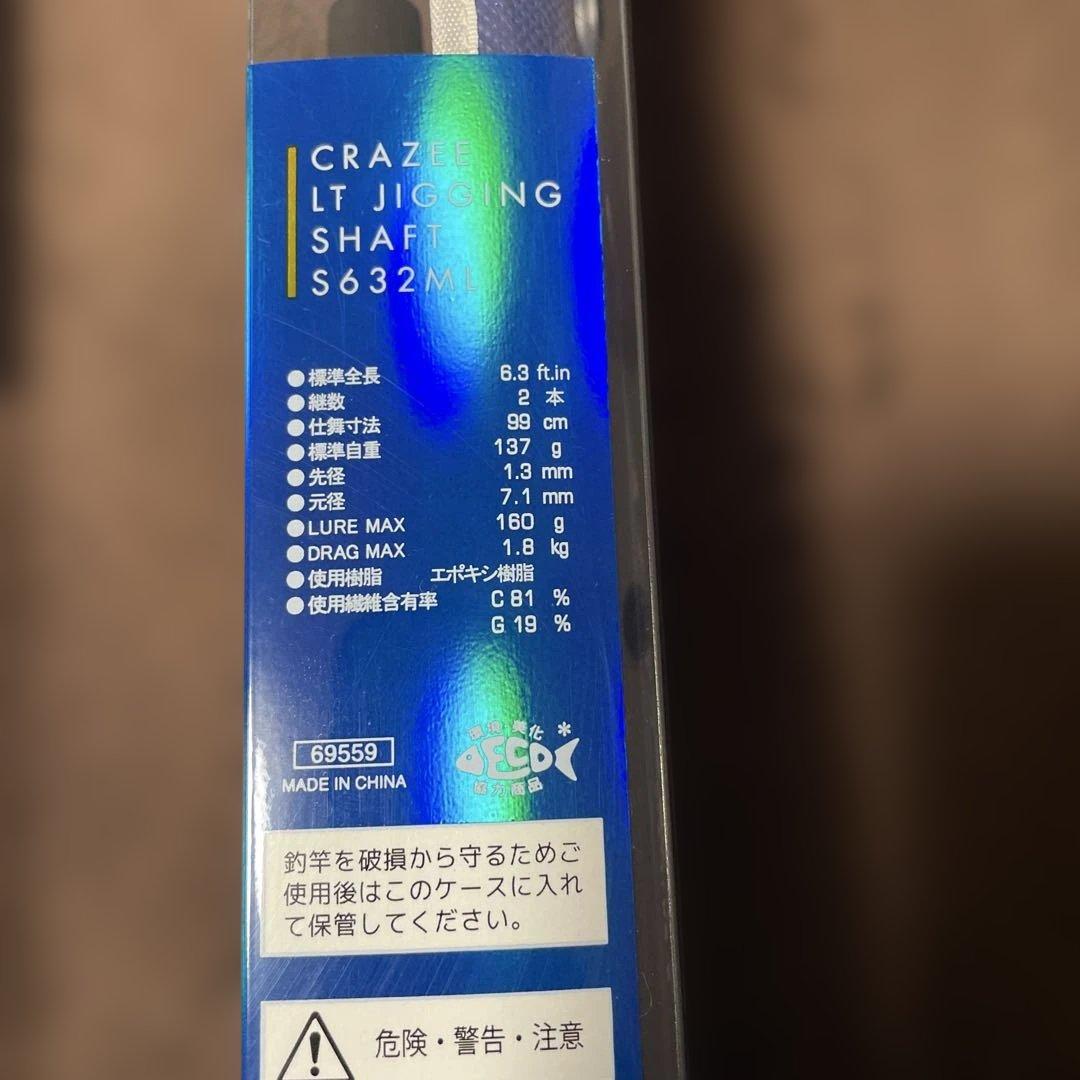 CRAZEE
LT JIGGING
SHAFT
S632ML
●標準全長 6.3 ft.in
●継数 2 本
●仕舞寸法 99 cm
●標準自重 137 g
●先径 1.3 mm
●元径 7.1 mm
●LURE MAX 160 g
●DRAG MAX 1.8 kg
●使用樹脂 エポキシ樹脂
●使用繊維含有率 C 81 %
G 19 %
環境・美化
ECO
協力商品
69559
MADE IN CHINA
釣竿を破損から守るためご
使用後はこのケースに入れ
て保管してください。
危険・警告・注意